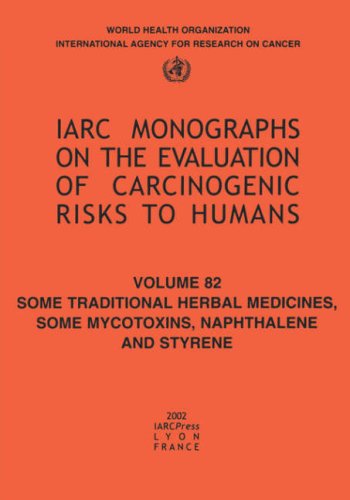 WORLD HEALTH ORGANIZATION
INTERNATIONAL AGENCY FOR RESEARCH ON CANCER
IARC MONOGRAPHS
ON THE EVALUATION
OF CARCINOGENIC
RISKS TO HUMANS
VOLUME 82
SOME TRADITIONAL HERBAL MEDICINES,
SOME MYCOTOXINS, NAPHTHALENE
AND STYRENE
2002
IARCPress
LYON
FRANCE